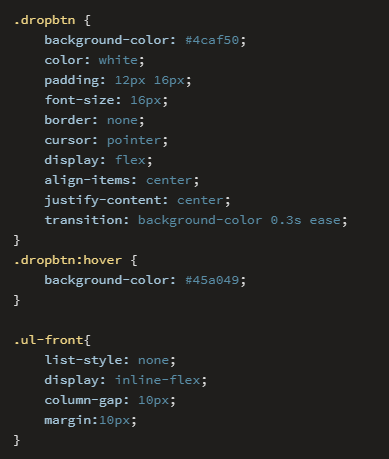 .dropbtn {
    background-color: #4caf50;
    color: white;
    padding: 12px 16px;
    font-size: 16px;
    border: none;
    cursor: pointer;
    display: flex;
    align-items: center;
    justify-content: center;
    transition: background-color 0.3s ease;
}
.dropbtn:hover {
    background-color: #45a049;
}

.ul-front{
    list-style: none;
    display: inline-flex;
    column-gap: 10px;
    margin:10px;
}